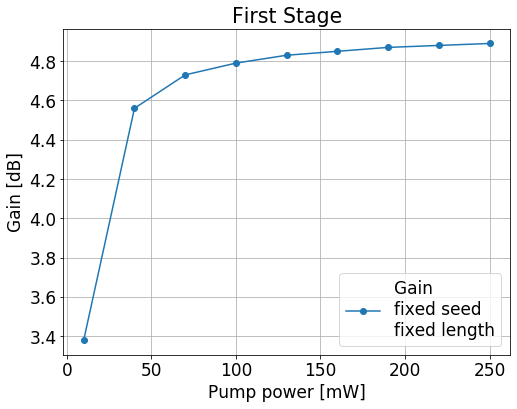 First Stage
Gain [dB]
4.8
4.6
4.4
4.2
4.0
3.8
3.6
3.4
0 50 100 150 200 250
Pump power [mW]
Gain
fixed seed
fixed length